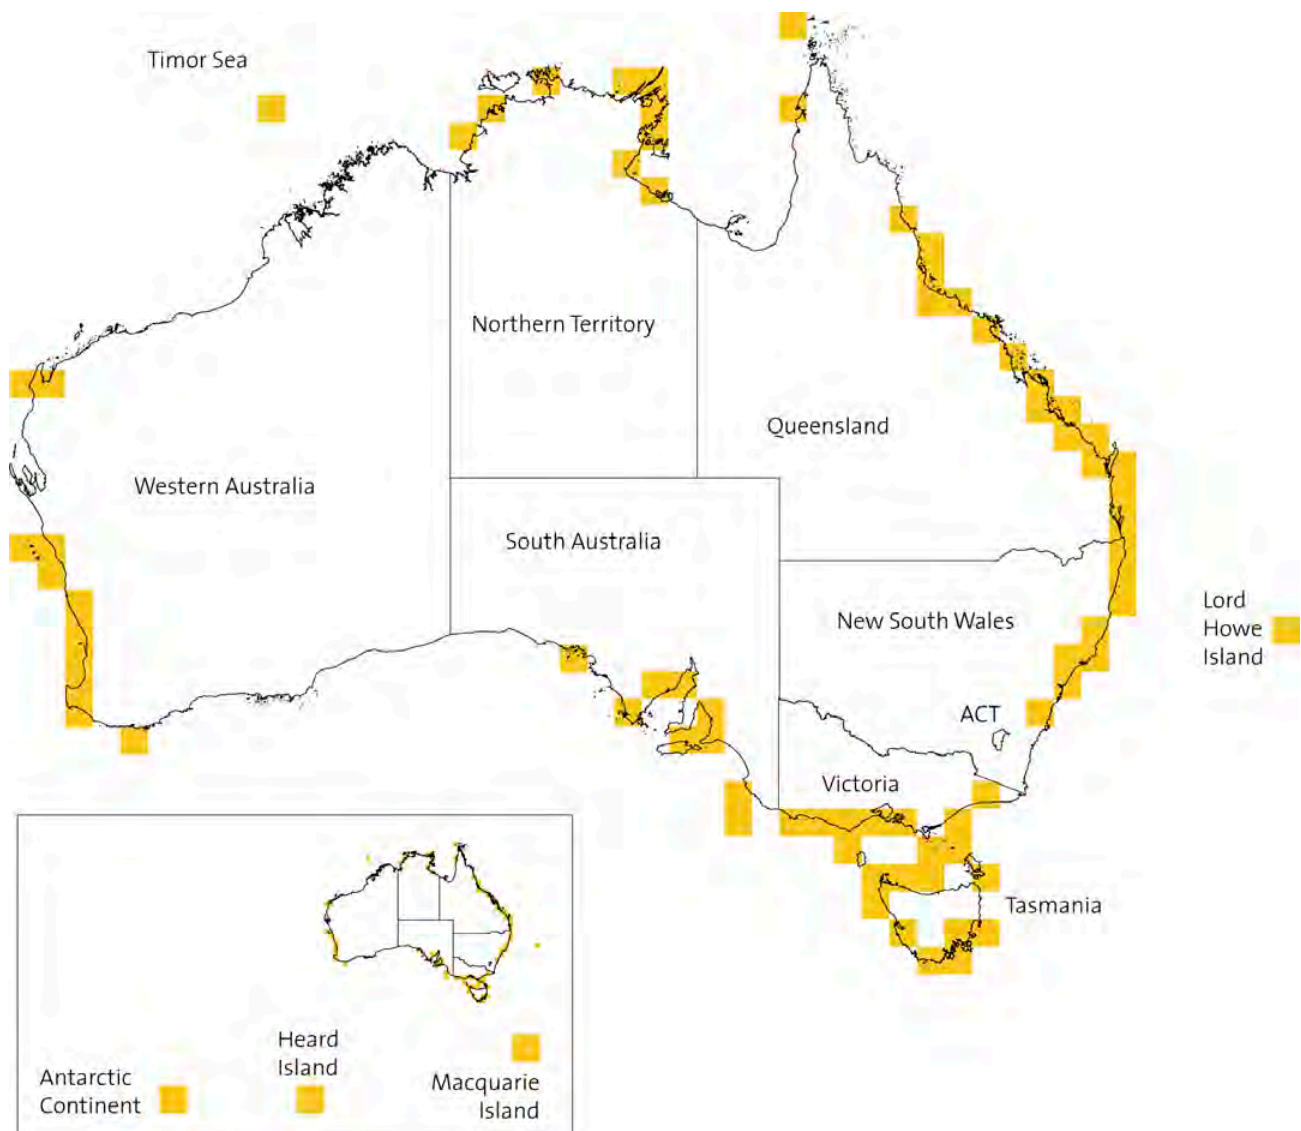 Timor Sea
Northern Territory
Queensland
Western Australia
South Australia
New South Wales
Lord
Howe
Island
ACT
Victoria
Tasmania
Heard
Island
Antarctic
Continent
Macquarie
Island